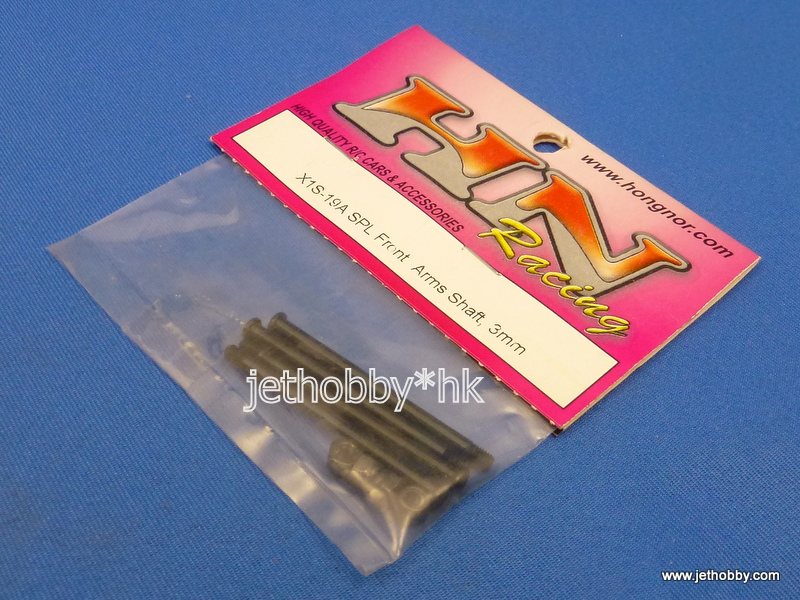 HN
Racing
www.hongnor.com
HIGH QUALITY R/C CARS & ACCESSORIES
X1S-19A SPL Front Arms Shaft, 3mm
jethobby*hk
www.jethobby.com